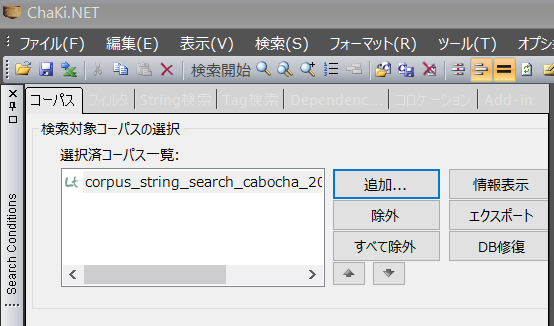 ChaKi.NET
ファイル(F) 編集(E) 表示(V) 検索(S) フォーマット(R) ツール(T) オプシ
検索開始
コーパス フィルタ String検索 Tag検索 Dependenc... コロケーション Add-in
検索対象コーパスの選択
選択済コーパス一覧:
Lt corpus_string_search_cabocha_20
追加... 情報表示
除外 エクスポート
すべて除外 DB修復
Search Conditions